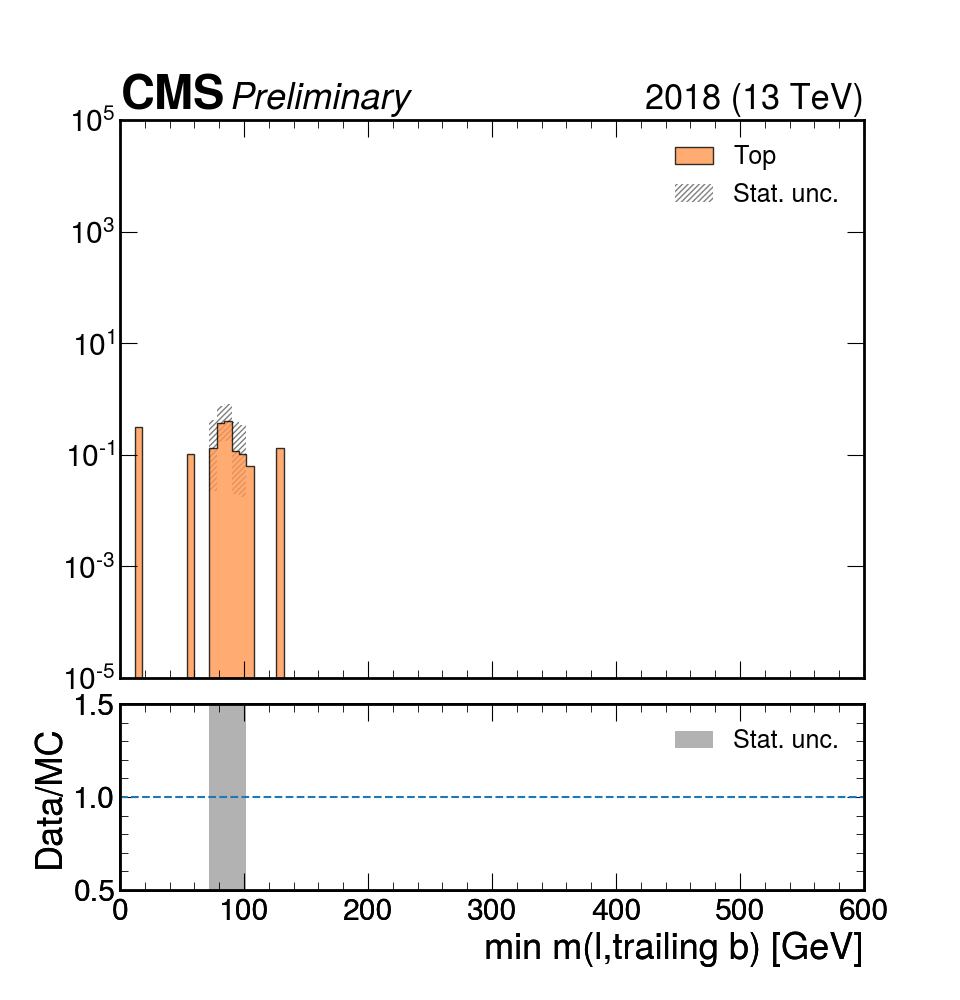 CMS Preliminary 2018 (13 TeV)
10^5
Top
Stat. unc.
10^3
10^1
10^-1
10^-3
10^-5
1.5
Stat. unc.
Data/MC
1.0
0.5
0 100 200 300 400 500 600
min m(l,trailing b) [GeV]